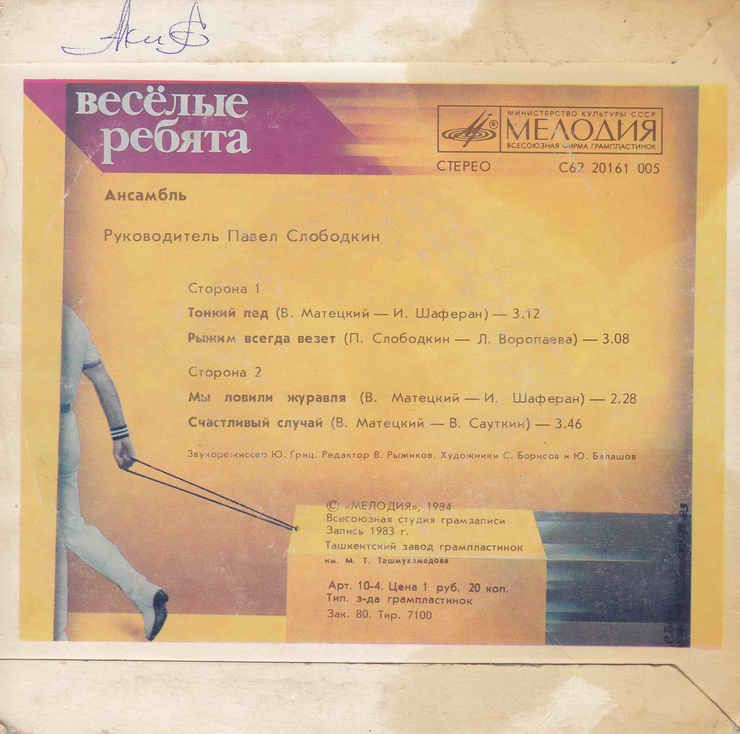 весёлые
ребята
МИНИСТЕРСТВО КУЛЬТУРЫ СССР
МЕЛОДИЯ
ВСЕСОЮЗНАЯ ФИРМА ГРАМПЛАСТИНОК
СТЕРЕО С62 20161 005
Ансамбль
Руководитель Павел Слободкин
Сторона 1
Тонкий лед (В. Матецкий — И. Шаферан) — 3.12
Рыжим всегда везет (П. Слободкин — Л. Воропаева) — 3.08
Сторона 2
Мы ловили журавля (В. Матецкий — И. Шаферан) — 2.28
Счастливый случай (В. Матецкий — В. Сауткин) — 3.46
Звукорежиссер Ю. Гриц. Редактор В. Рыжиков. Художники С. Борисов и Ю. Балашов
© «МЕЛОДИЯ», 1984
Всесоюзная студия грамзаписи
Запись 1983 г.
Ташкентский завод грампластинок
им. М. Т. Ташмухамедова
Арт. 10-4. Цена 1 руб. 20 коп.
Тип. з-да грампластинок
Зак. 80. Тир. 7100